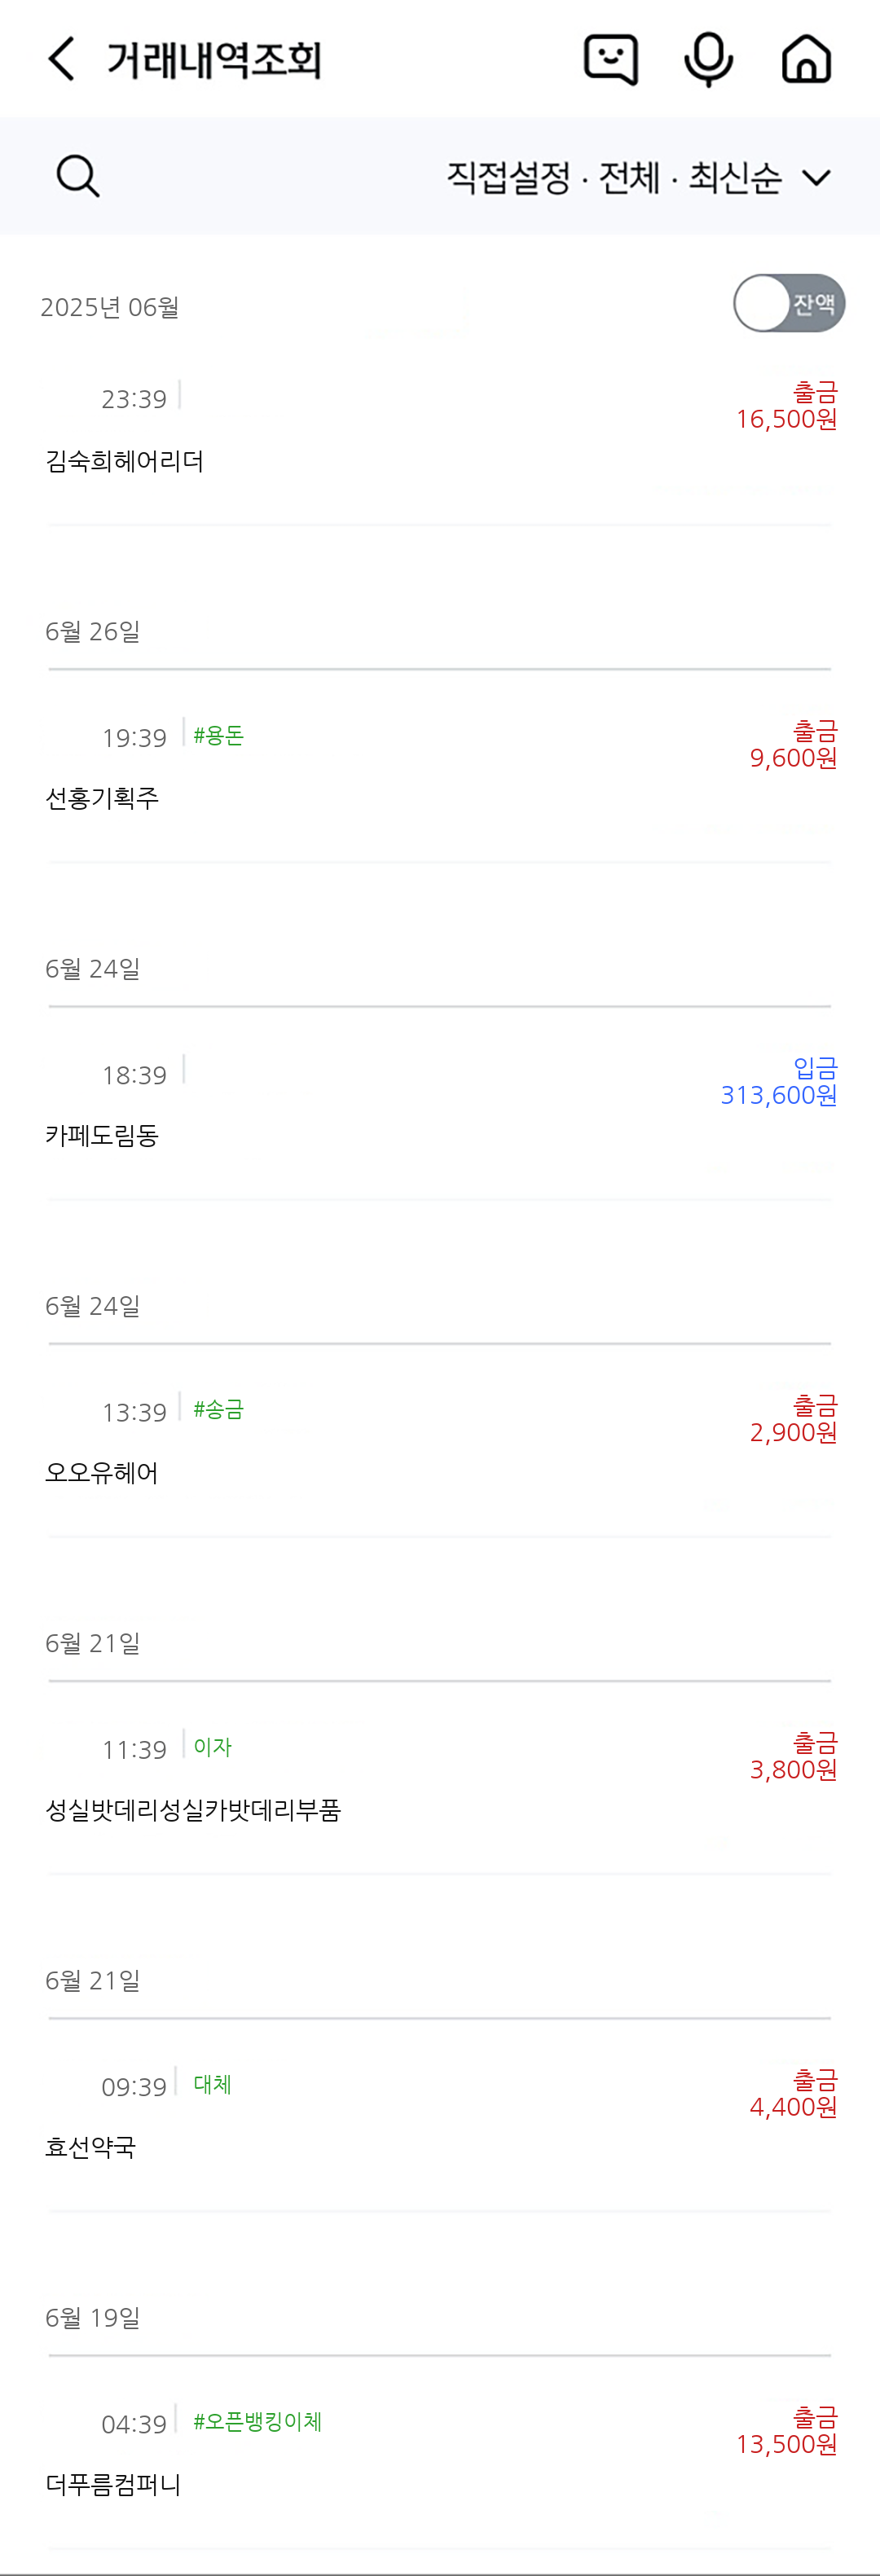 거래내역조회
직접설정 · 전체 · 최신순
2025년 06월
잔액
23:39
출금
16,500원
김숙희헤어리더
6월 26일
19:39 #용돈
출금
9,600원
선홍기획주
6월 24일
18:39
입금
313,600원
카페도림동
6월 24일
13:39 #송금
출금
2,900원
오오유헤어
6월 21일
11:39 이자
출금
3,800원
성실밧데리성실카밧데리부품
6월 21일
09:39 대체
출금
4,400원
효선약국
6월 19일
04:39 #오픈뱅킹이체
출금
13,500원
더푸름컴퍼니